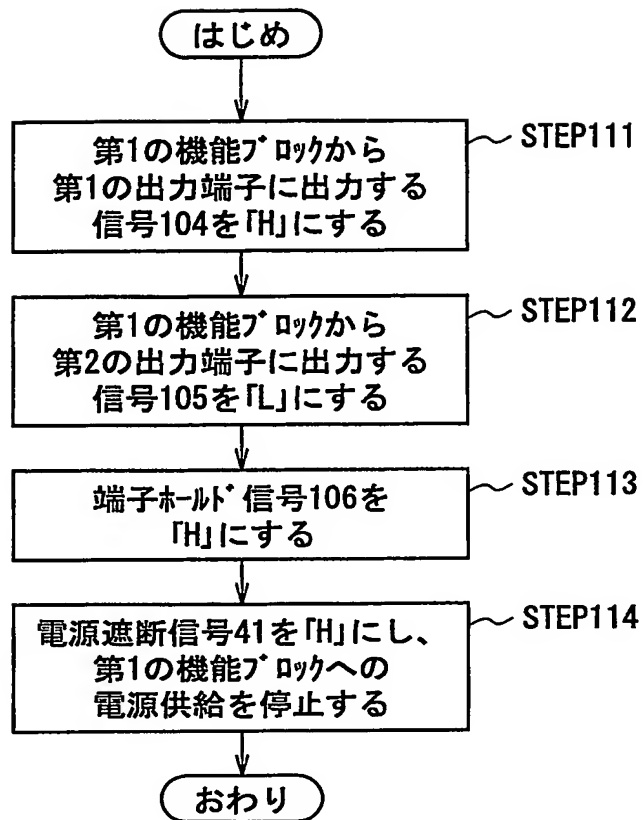 はじめ
第1の機能ブロックから
第1の出力端子に出力する
信号104を「H」にする
STEP111
第1の機能ブロックから
第2の出力端子に出力する
信号105を「L」にする
STEP112
端子ホールド信号106を
「H」にする
STEP113
電源遮断信号41を「H」にし、
第1の機能ブロックへの
電源供給を停止する
STEP114
おわり